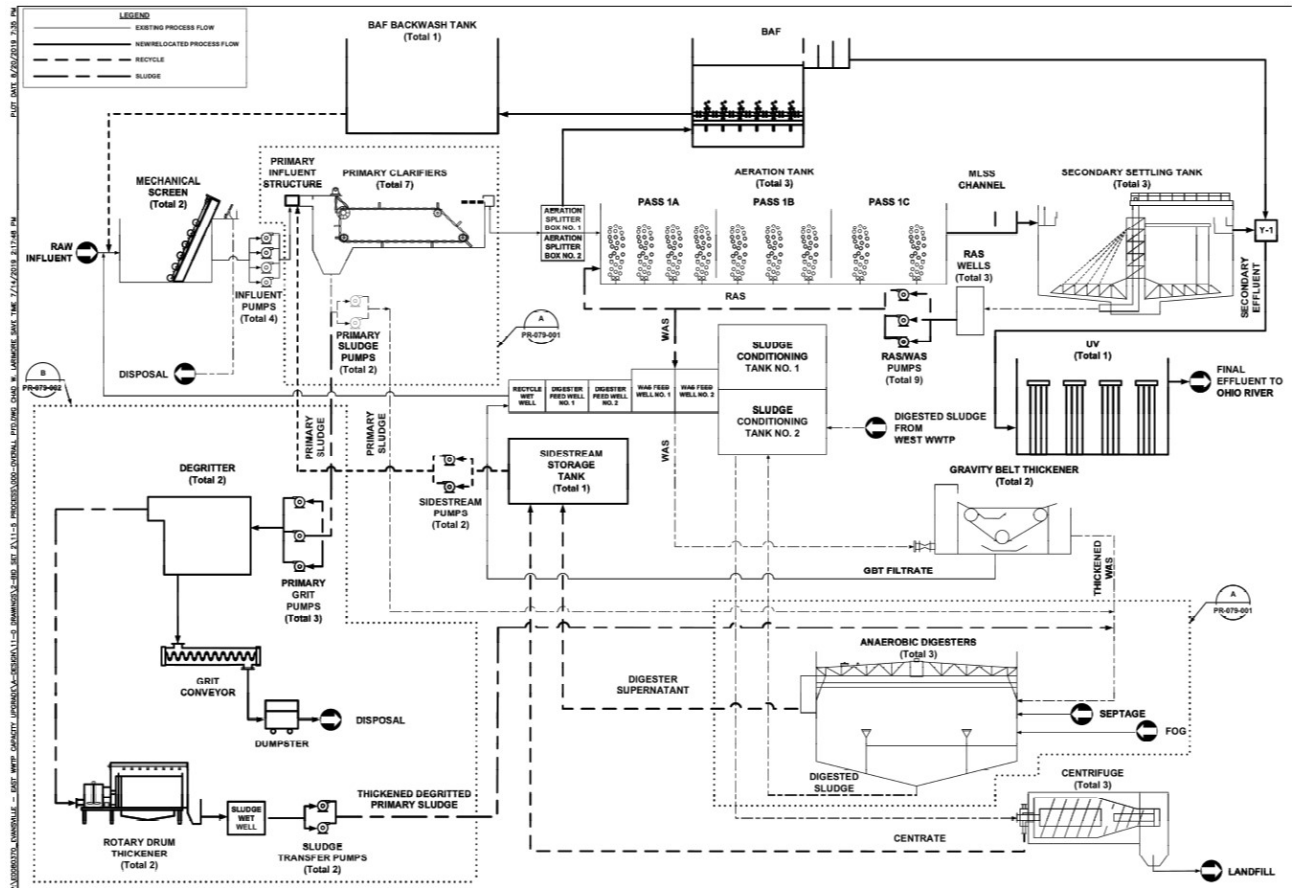 LEGEND
EXISTING PROCESS FLOW
NEW/RELOCATED PROCESS FLOW
RECYCLE
SLUDGE
PLOT DATE 6/20/2019 7:35 PM
BAF BACKWASH TANK
(Total 1)
BAF
MECHANICAL
SCREEN
(Total 2)
PRIMARY
INFLUENT
STRUCTURE
PRIMARY CLARIFIERS
(Total 7)
AERATION TANK
(Total 3)
MLSS
CHANNEL
SECONDARY SETTLING TANK
(Total 3)
PASS 1A
PASS 1B
PASS 1C
AERATION
SPLITTER
BOX NO. 1
AERATION
SPLITTER
BOX NO. 2
RAW
INFLUENT
INFLUENT
PUMPS
(Total 4)
Y-1
SECONDARY
EFFLUENT
RAS
WELLS
(Total 3)
RAS
WAS
RAS/WAS
PUMPS
(Total 9)
PRIMARY
SLUDGE
PUMPS
(Total 2)
A
PR-079-001
DISPOSAL
B
PR-079-002
SLUDGE
CONDITIONING
TANK NO. 1
SLUDGE
CONDITIONING
TANK NO. 2
RECYCLE
WET
WELL
DIGESTER
FEED WELL
NO. 1
DIGESTER
FEED WELL
NO. 2
WAS FEED
WELL NO. 1
WAS FEED
WELL NO. 2
UV
(Total 1)
FINAL
EFFLUENT TO
OHIO RIVER
DIGESTED SLUDGE
FROM
WEST WWTP
PRIMARY
SLUDGE
PRIMARY
SLUDGE
WAS
SIDESTREAM
STORAGE
TANK
(Total 1)
SIDESTREAM
PUMPS
(Total 2)
GRAVITY BELT THICKENER
(Total 2)
GBT FILTRATE
THICKENED
WAS
DEGRITTER
(Total 2)
PRIMARY
GRIT
PUMPS
(Total 3)
GRIT
CONVEYOR
DUMPSTER
DISPOSAL
A
PR-079-001
ANAEROBIC DIGESTERS
(Total 3)
DIGESTER
SUPERNATANT
SEPTAGE
FOG
DIGESTED
SLUDGE
CENTRIFUGE
(Total 3)
CENTRATE
LANDFILL
THICKENED DEGRITTED
PRIMARY SLUDGE
SLUDGE
WET
WELL
ROTARY DRUM
THICKENER
(Total 2)
SLUDGE
TRANSFER PUMPS
(Total 2)